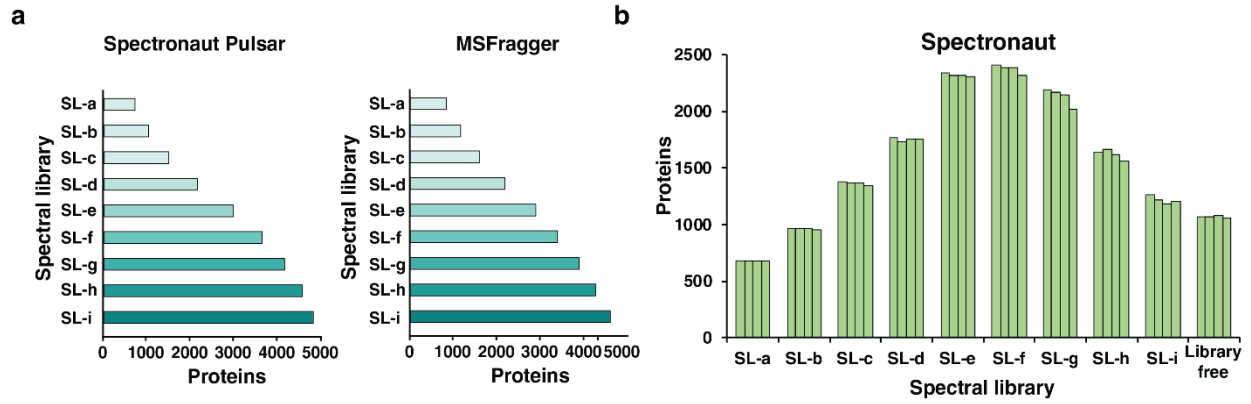 a
Spectronaut Pulsar
Spectral library
SL-a
SL-b
SL-c
SL-d
SL-e
SL-f
SL-g
SL-h
SL-i
0 1000 2000 3000 4000 5000
Proteins
MSFragger
Spectral library
SL-a
SL-b
SL-c
SL-d
SL-e
SL-f
SL-g
SL-h
SL-i
0 1000 2000 3000 4000 5000
Proteins
b
Spectronaut
Proteins
2500
2000
1500
1000
500
0
SL-a SL-b SL-c SL-d SL-e SL-f SL-g SL-h SL-i Library
free
Spectral library